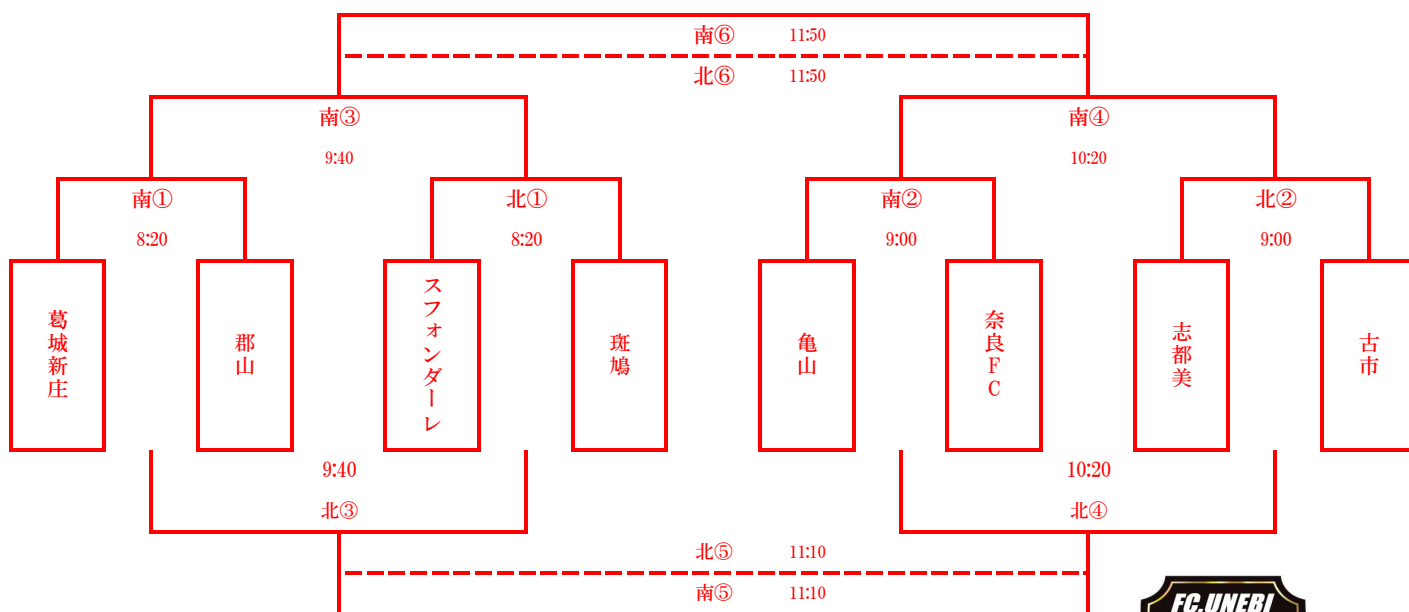 南⑥ 11:50
北⑥ 11:50
南③
南④
9:40
10:20
南①
北①
南②
北②
8:20
8:20
9:00
9:00
葛城新庄
郡山
スフォンダーレ
斑鳩
亀山
奈良FC
志都美
古市
9:40
10:20
北③
北④
北⑤ 11:10
南⑤ 11:10
FC.UNEBI